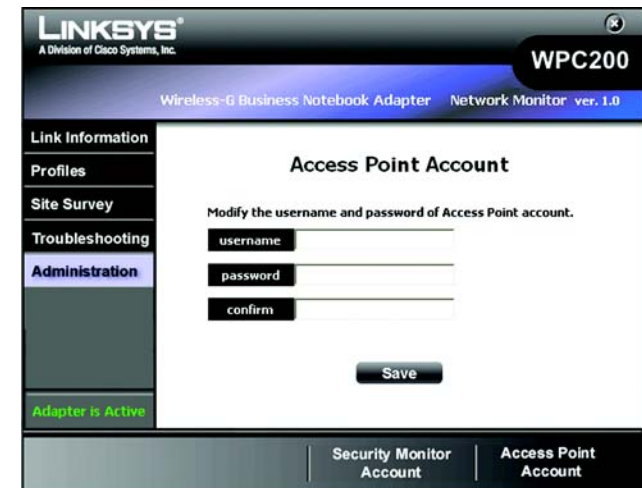 LINKSYS®
A Division of Cisco Systems, Inc.
WPC200
Wireless-G Business Notebook Adapter Network Monitor ver. 1.0
Link Information
Profiles
Site Survey
Troubleshooting
Administration
Adapter is Active
Access Point Account
Modify the username and password of Access Point account.
username
password
confirm
Save
Security Monitor
Account
Access Point
Account